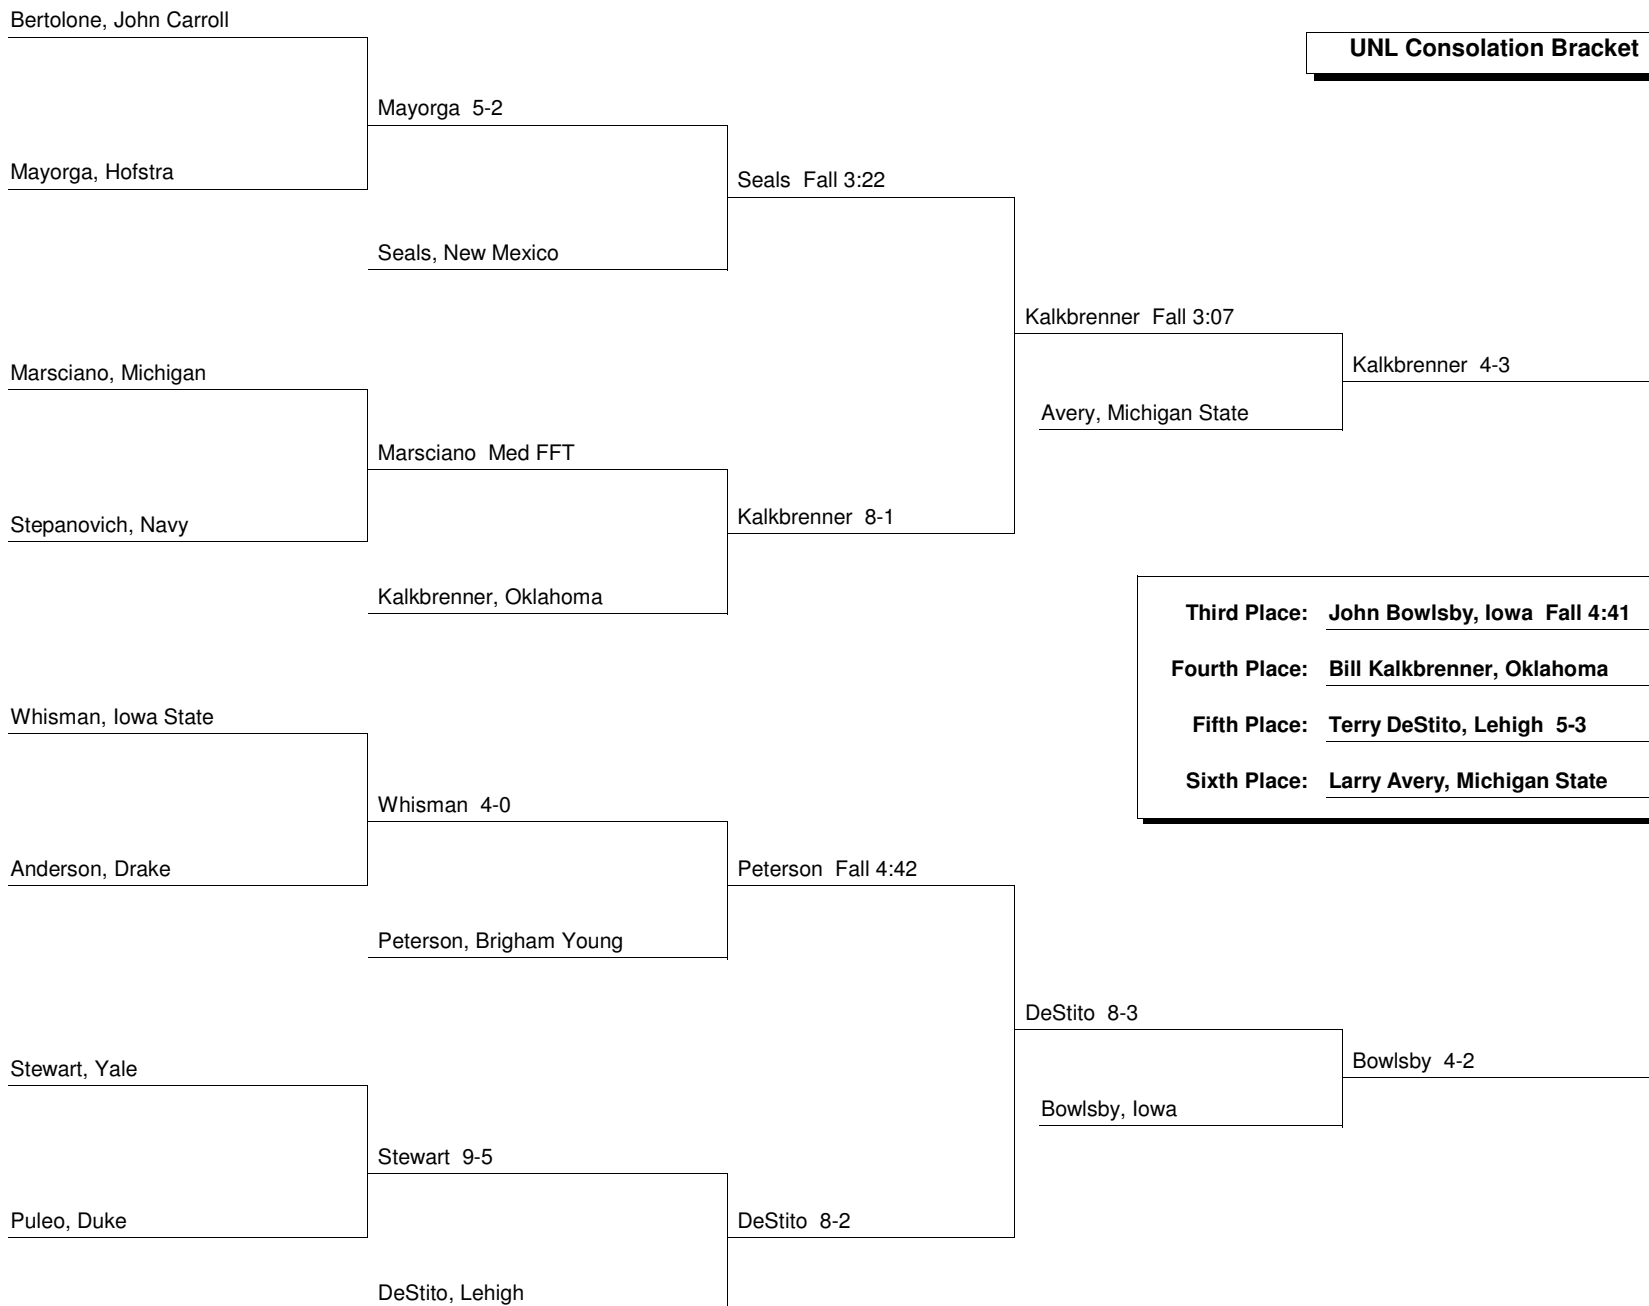 Bertolone, John Carroll
UNL Consolation Bracket
Mayorga 5-2
Mayorga, Hofstra
Seals Fall 3:22
Seals, New Mexico
Kalkbrenner Fall 3:07
Marsciano, Michigan
Kalkbrenner 4-3
Avery, Michigan State
Marsciano Med FFT
Stepanovich, Navy
Kalkbrenner 8-1
Kalkbrenner, Oklahoma
Third Place: John Bowlsby, Iowa Fall 4:41
Fourth Place: Bill Kalkbrenner, Oklahoma
Fifth Place: Terry DeStito, Lehigh 5-3
Sixth Place: Larry Avery, Michigan State
Whisman, Iowa State
Whisman 4-0
Anderson, Drake
Peterson Fall 4:42
Peterson, Brigham Young
DeStito 8-3
Stewart, Yale
Bowlsby 4-2
Bowlsby, Iowa
Stewart 9-5
Puleo, Duke
DeStito 8-2
DeStito, Lehigh